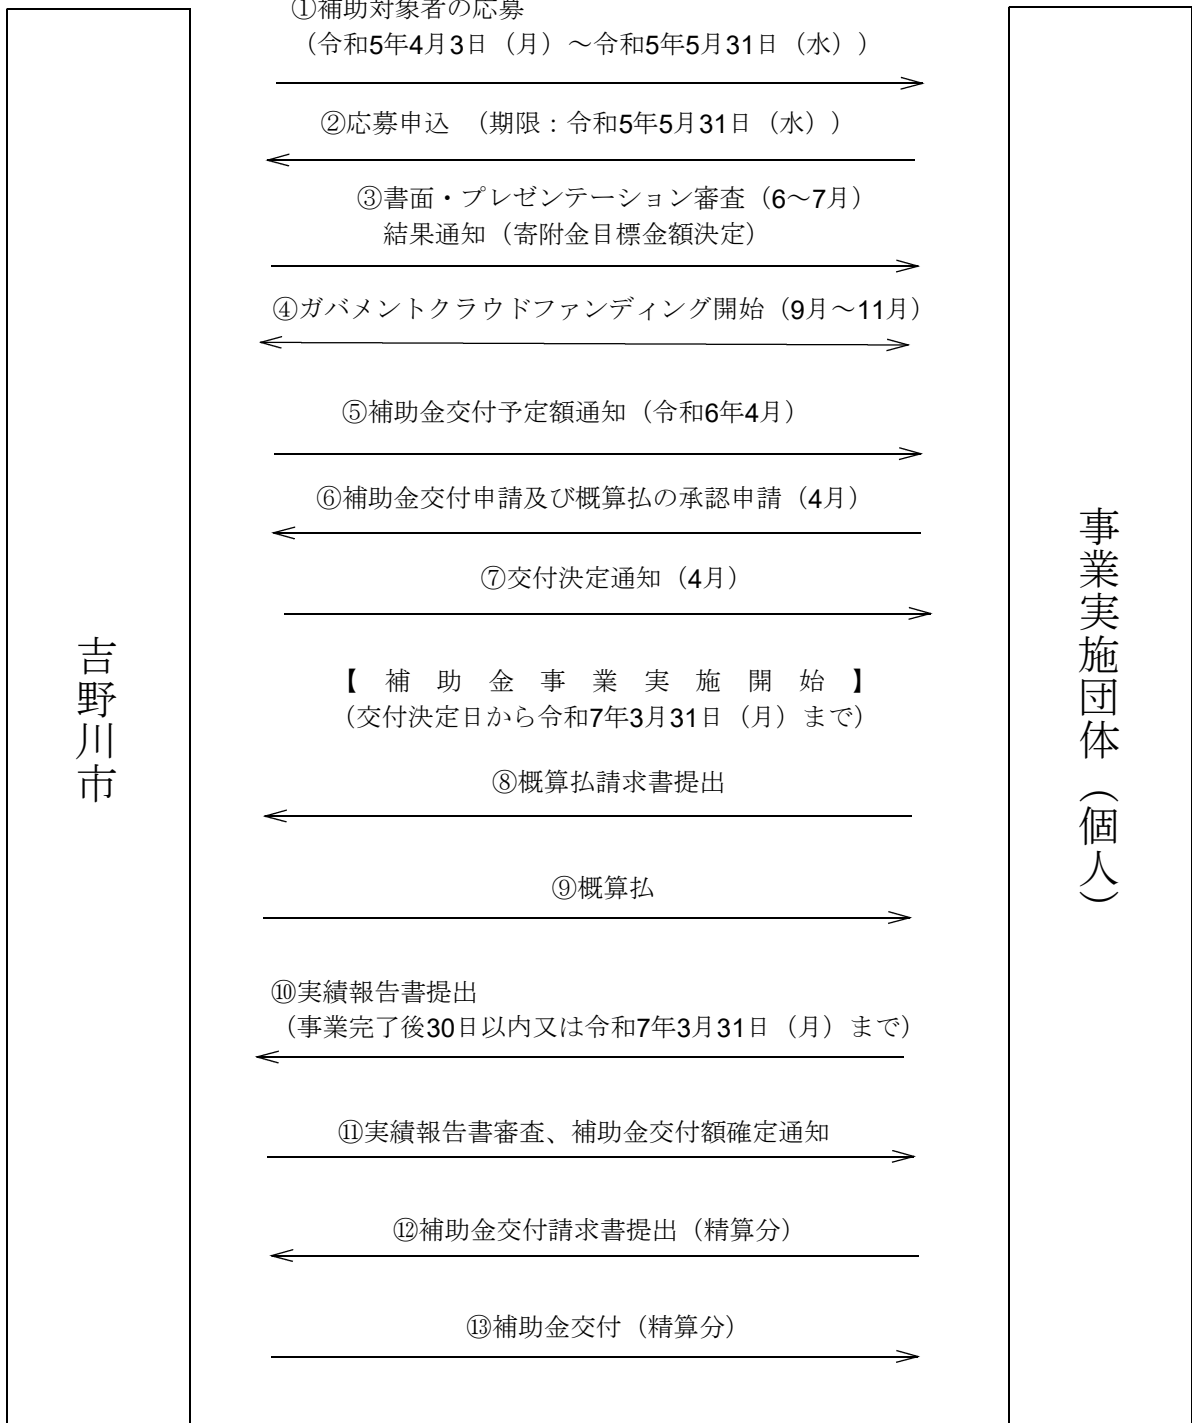 ①補助対象者の応募
（令和5年4月3日（月）～令和5年5月31日（水））
②応募申込　（期限：令和5年5月31日（水））
③書面・プレゼンテーション審査（6～7月）
結果通知（寄附金目標金額決定）
④ガバメントクラウドファンディング開始（9月～11月）
⑤補助金交付予定額通知（令和6年4月）
⑥補助金交付申請及び概算払の承認申請（4月）
⑦交付決定通知（4月）
【補助金事業実施開始】
（交付決定日から令和7年3月31日（月）まで）
⑧概算払請求書提出
⑨概算払
⑩実績報告書提出
（事業完了後30日以内又は令和7年3月31日（月）まで）
⑪実績報告書審査、補助金交付額確定通知
⑫補助金交付請求書提出（精算分）
⑬補助金交付（精算分）
吉野川市
事業実施団体（個人）